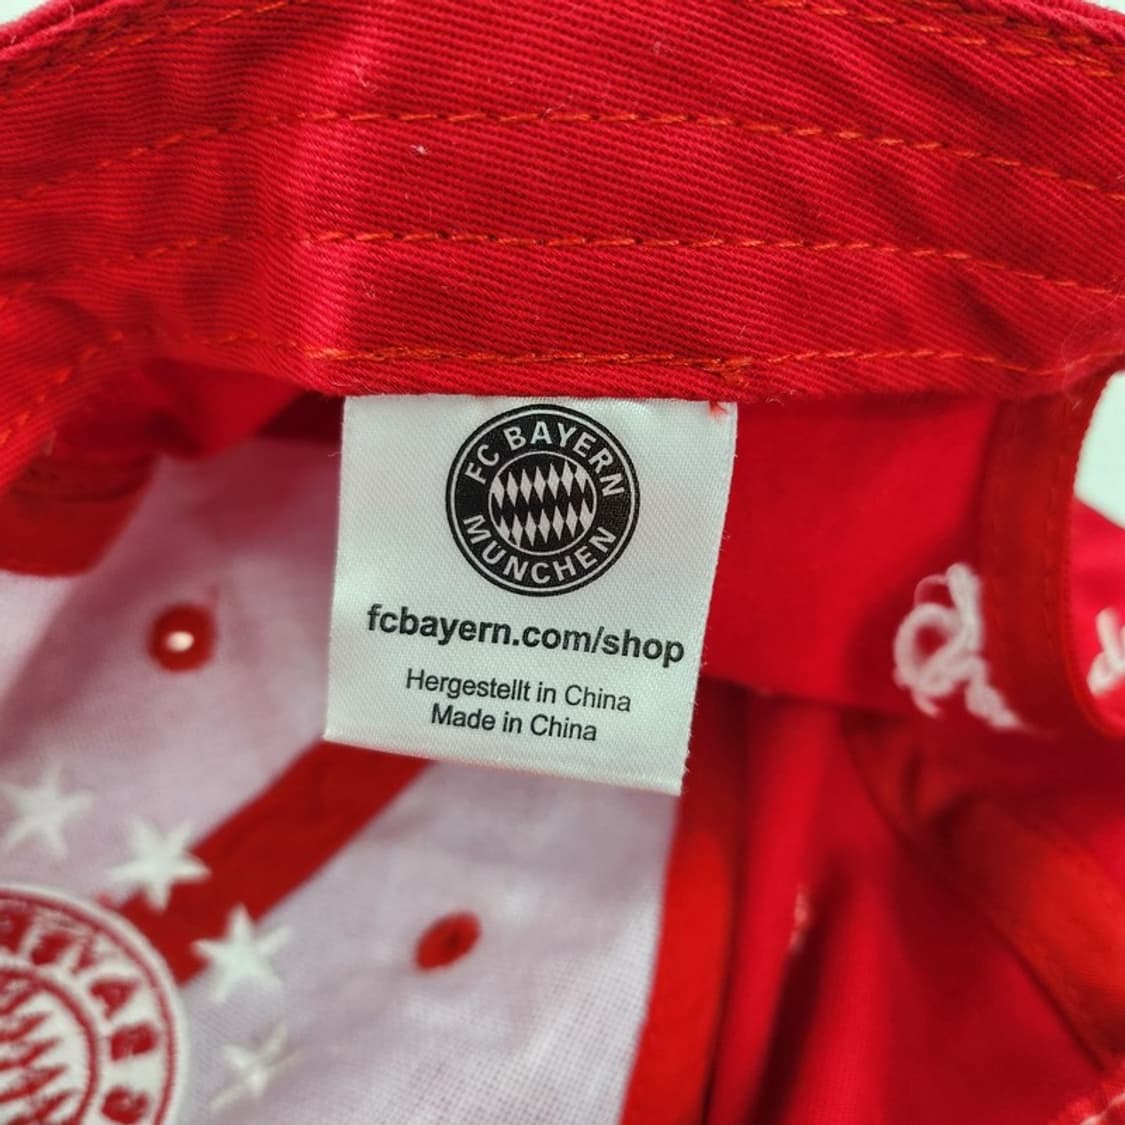 FC BAYERN
MÜNCHEN
fcbayern.com/shop
Hergestellt in China
Made in China